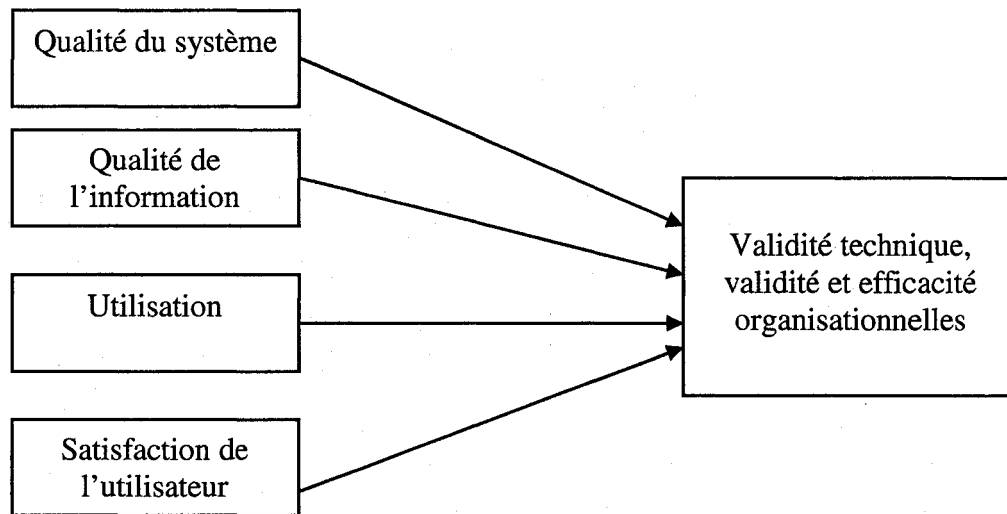 Qualité du système
Qualité de
l'information
Utilisation
Satisfaction de
l'utilisateur
Validité technique,
validité et efficacité
organisationnelles